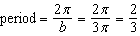 period = 2π/b = 2π/3π = 2/3